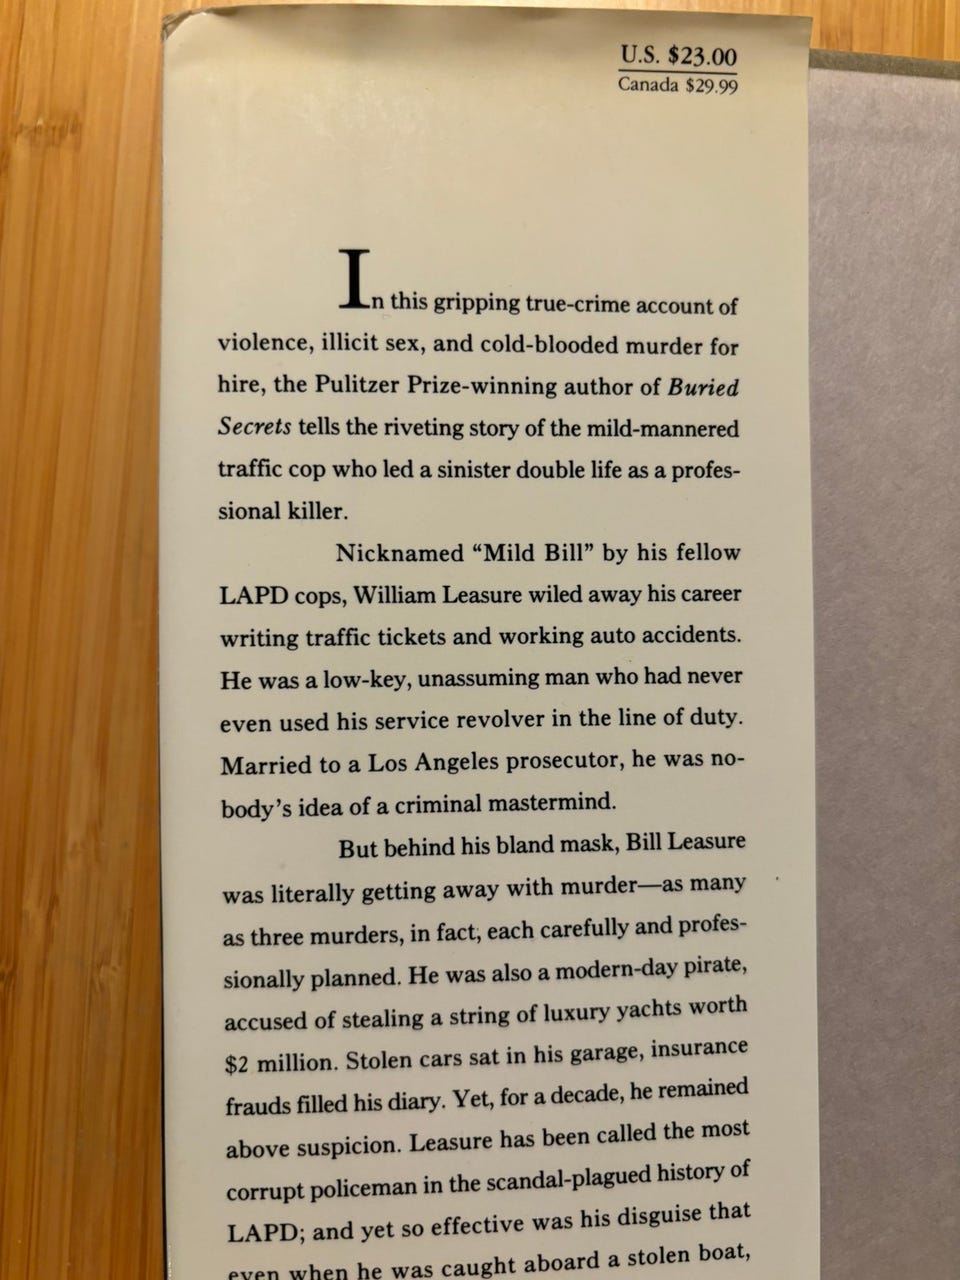 U.S. $23.00
Canada $29.99
In this gripping true-crime account of
violence, illicit sex, and cold-blooded murder for
hire, the Pulitzer Prize-winning author of Buried
Secrets tells the riveting story of the mild-mannered
traffic cop who led a sinister double life as a profes-
sional killer.
Nicknamed “Mild Bill” by his fellow
LAPD cops, William Leasure wiled away his career
writing traffic tickets and working auto accidents.
He was a low-key, unassuming man who had never
even used his service revolver in the line of duty.
Married to a Los Angeles prosecutor, he was no-
body’s idea of a criminal mastermind.
But behind his bland mask, Bill Leasure
was literally getting away with murder—as many
as three murders, in fact, each carefully and profes-
sionally planned. He was also a modern-day pirate,
accused of stealing a string of luxury yachts worth
$2 million. Stolen cars sat in his garage, insurance
frauds filled his diary. Yet, for a decade, he remained
above suspicion. Leasure has been called the most
corrupt policeman in the scandal-plagued history of
LAPD; and yet so effective was his disguise that
even when he was caught aboard a stolen boat,